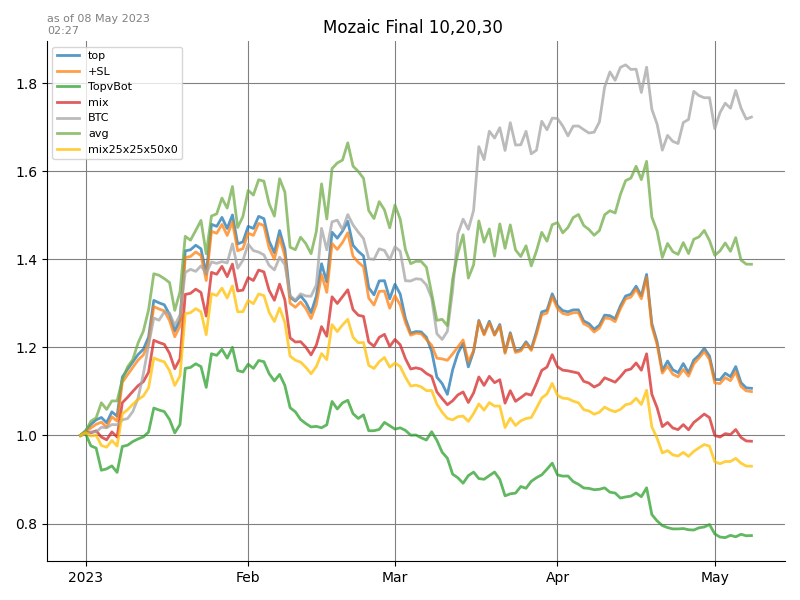 as of 08 May 2023
02:27
Mozaic Final 10,20,30
top
+SL
TopvBot
mix
BTC
avg
mix25x25x50x0
1.8
1.6
1.4
1.2
1.0
0.8
2023
Feb
Mar
Apr
May